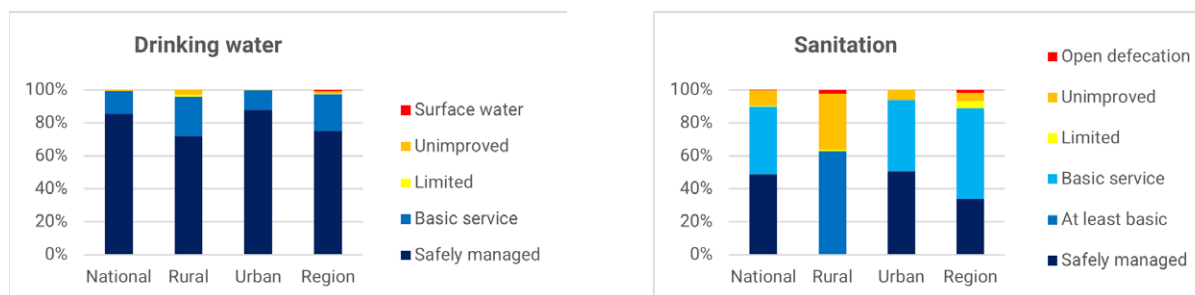 Drinking water
100%
80%
60%
40%
20%
0%
National Rural Urban Region
Surface water
Unimproved
Limited
Basic service
Safely managed
Sanitation
100%
80%
60%
40%
20%
0%
National Rural Urban Region
Open defecation
Unimproved
Limited
Basic service
At least basic
Safely managed